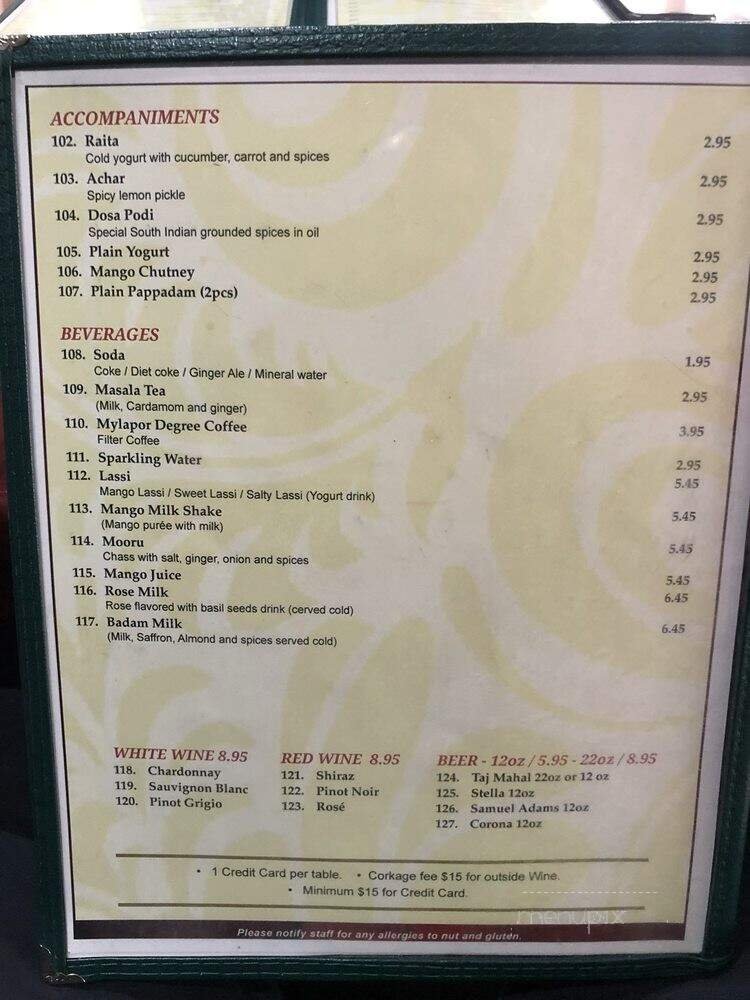 ACCOMPANIMENTS
102. Raita 2.95
Cold yogurt with cucumber, carrot and spices
103. Achar 2.95
Spicy lemon pickle
104. Dosa Podi 2.95
Special South Indian grounded spices in oil
105. Plain Yogurt 2.95
106. Mango Chutney 2.95
107. Plain Pappadam (2pcs) 2.95
BEVERAGES
108. Soda 1.95
Coke / Diet coke / Ginger Ale / Mineral water
109. Masala Tea 2.95
(Milk, Cardamom and ginger)
110. Mylapor Degree Coffee 3.95
Filter Coffee
111. Sparkling Water 2.95
112. Lassi 5.45
Mango Lassi / Sweet Lassi / Salty Lassi (Yogurt drink)
113. Mango Milk Shake 5.45
(Mango purée with milk)
114. Mooru 5.45
Chass with salt, ginger, onion and spices
115. Mango Juice 5.45
116. Rose Milk 6.45
Rose flavored with basil seeds drink (cerved cold)
117. Badam Milk 6.45
(Milk, Saffron, Almond and spices served cold)
WHITE WINE 8.95
118. Chardonnay
119. Sauvignon Blanc
120. Pinot Grigio
RED WINE 8.95
121. Shiraz
122. Pinot Noir
123. Rosé
BEER - 12oz / 5.95 - 22oz / 8.95
124. Taj Mahal 22oz or 12 oz
125. Stella 12oz
126. Samuel Adams 12oz
127. Corona 12oz
• 1 Credit Card per table. • Corkage fee $15 for outside Wine.
• Minimum $15 for Credit Card.
menupix
Please notify staff for any allergies to nut and gluten.